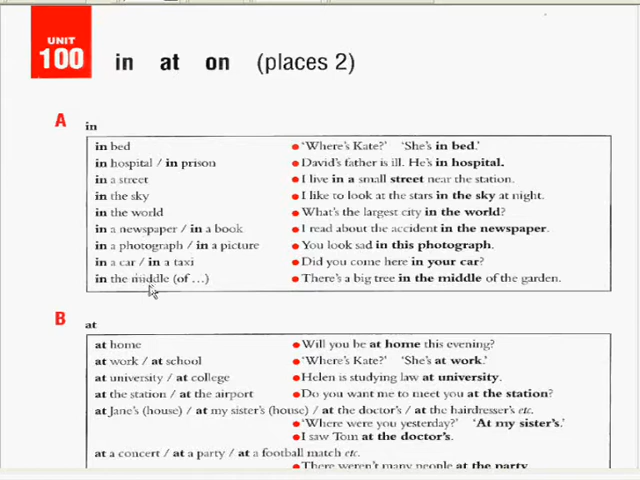 UNIT
100
in at on (places 2)
A
in
in bed ● 'Where's Kate?' 'She's in bed.'
in hospital / in prison ● David's father is ill. He's in hospital.
in a street ● I live in a small street near the station.
in the sky ● I like to look at the stars in the sky at night.
in the world ● What's the largest city in the world?
in a newspaper / in a book ● I read about the accident in the newspaper.
in a photograph / in a picture ● You look sad in this photograph.
in a car / in a taxi ● Did you come here in your car?
in the middle (of ...) ● There's a big tree in the middle of the garden.
B
at
at home ● Will you be at home this evening?
at work / at school ● 'Where's Kate?' 'She's at work.'
at university / at college ● Helen is studying law at university.
at the station / at the airport ● Do you want me to meet you at the station?
at Jane's (house) / at my sister's (house) / at the doctor's / at the hairdresser's etc.
● 'Where were you yesterday?' 'At my sister's.'
● I saw Tom at the doctor's.
at a concert / at a party / at a football match etc.
● There weren't many people at the party.